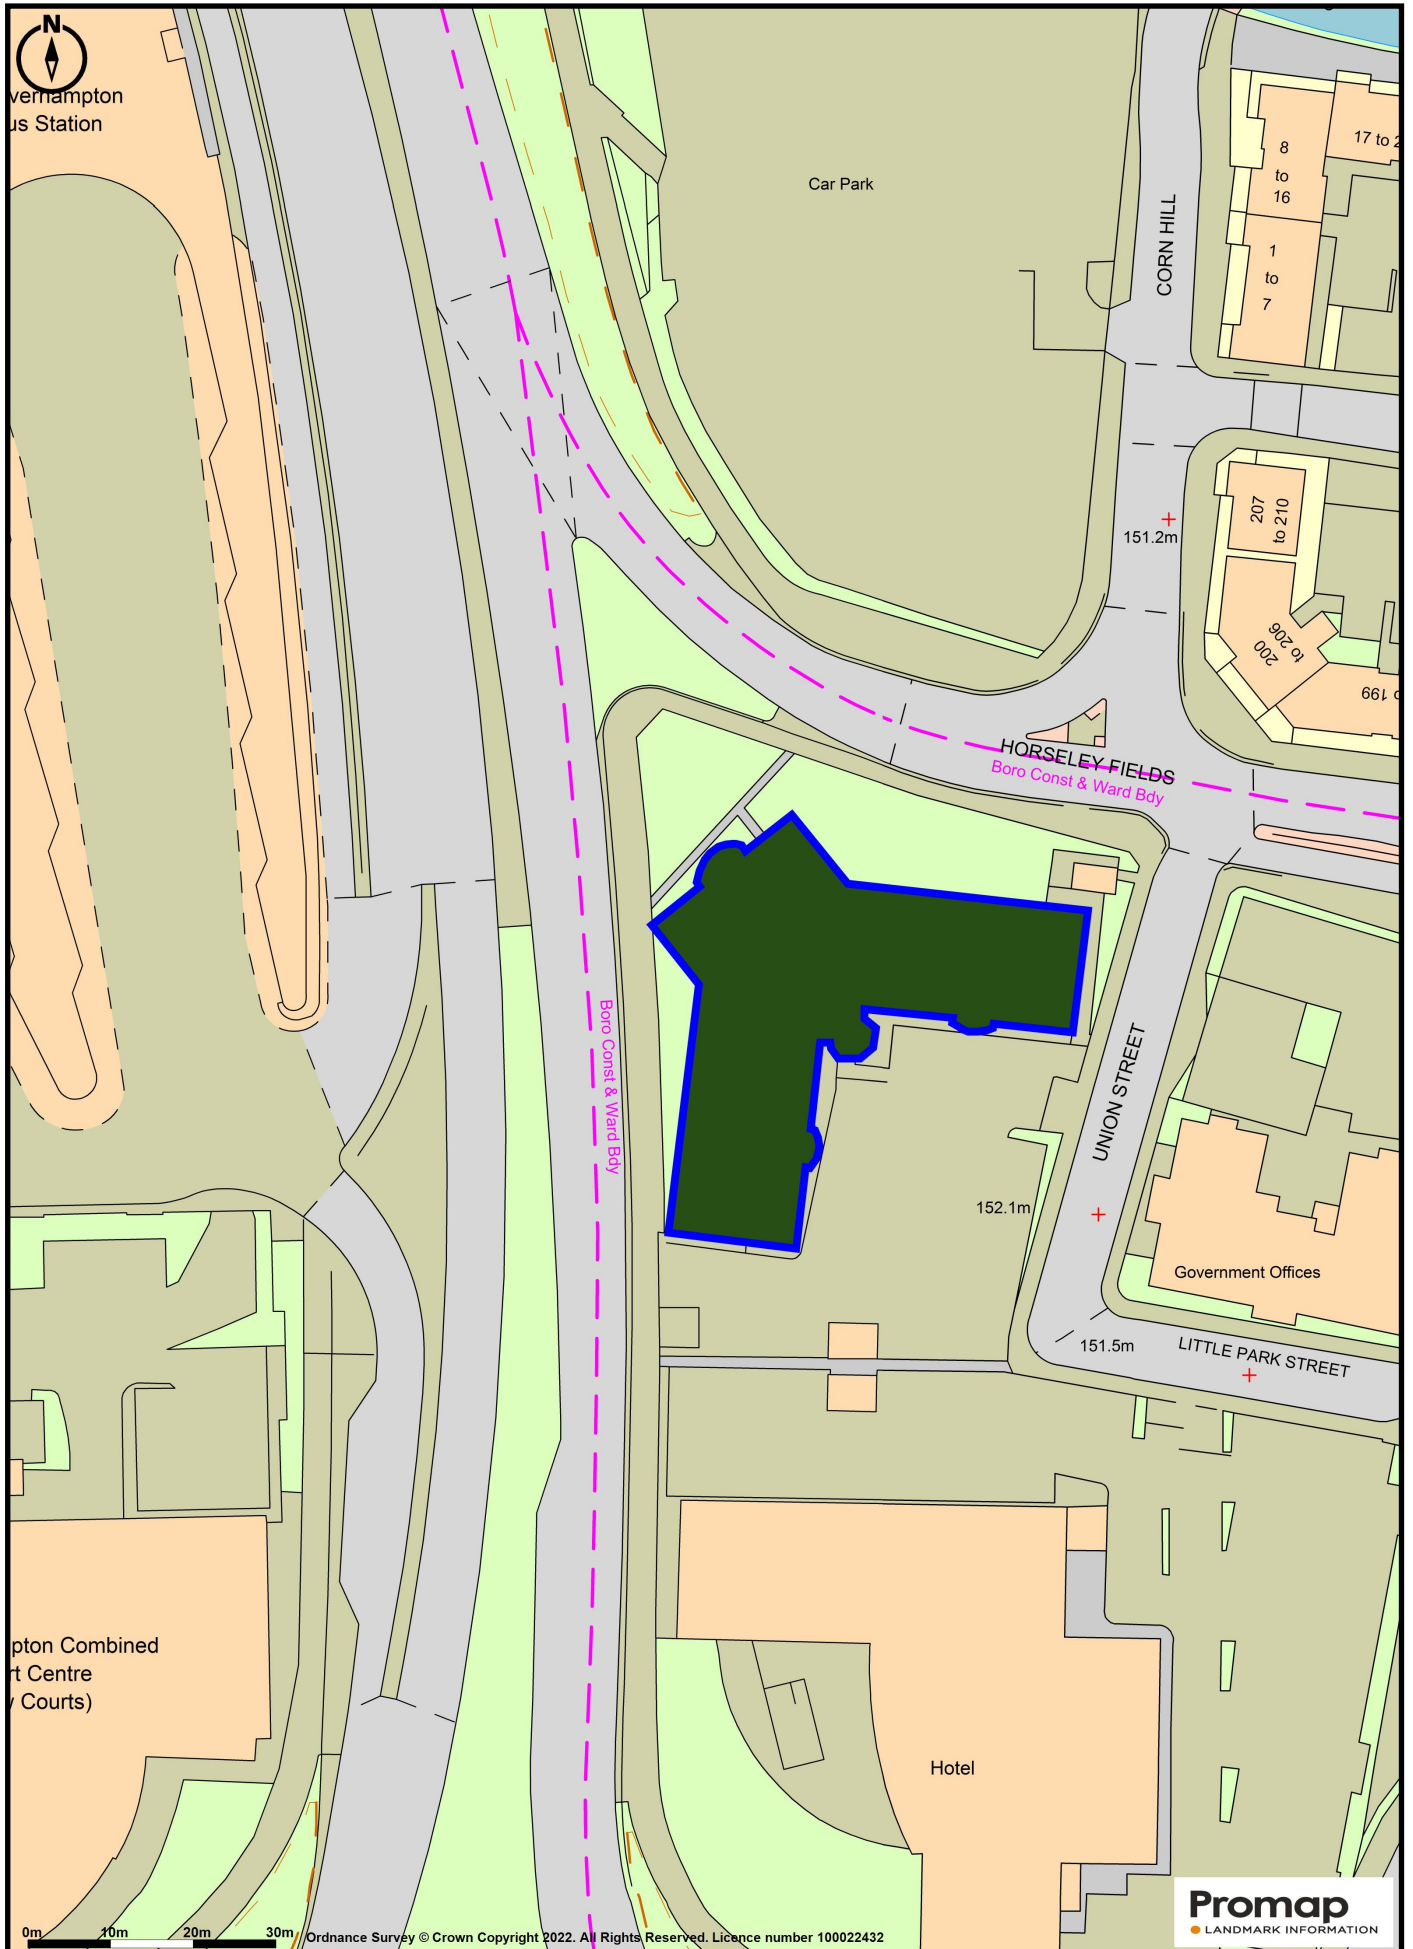 N
verhampton
us Station
Car Park
CORN HILL
8
to
16
17 to 2
1
to
7
207
to 210
151.2m
200
to 206
199
HORSELEY FIELDS
Boro Const & Ward Bdy
Boro Const & Ward Bdy
UNION STREET
152.1m
Government Offices
151.5m
LITTLE PARK STREET
pton Combined
rt Centre
Courts)
Hotel
Promap
LANDMARK INFORMATION
0m
10m
20m
30m
Ordnance Survey © Crown Copyright 2022. All Rights Reserved. Licence number 100022432